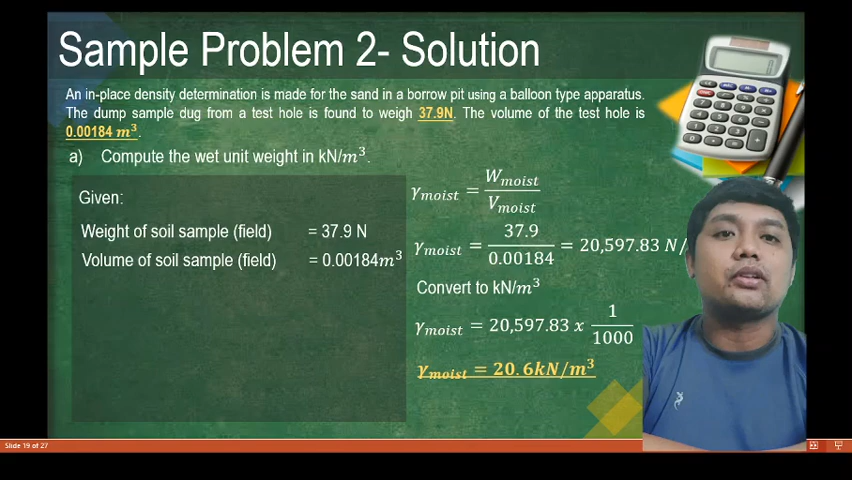 Sample Problem 2- Solution
An in-place density determination is made for the sand in a borrow pit using a balloon type apparatus.
The dump sample dug from a test hole is found to weigh 37.9N. The volume of the test hole is
0.00184 m³.
a) Compute the wet unit weight in kN/m³.
Given:
Weight of soil sample (field) = 37.9 N
Volume of soil sample (field) = 0.00184m³
γmoist = Wmoist / Vmoist
γmoist = 37.9 / 0.00184 = 20,597.83 N/
Convert to kN/m³
γmoist = 20,597.83 x 1 / 1000
γmoist = 20.6kN/m³
Slide 19 of 27